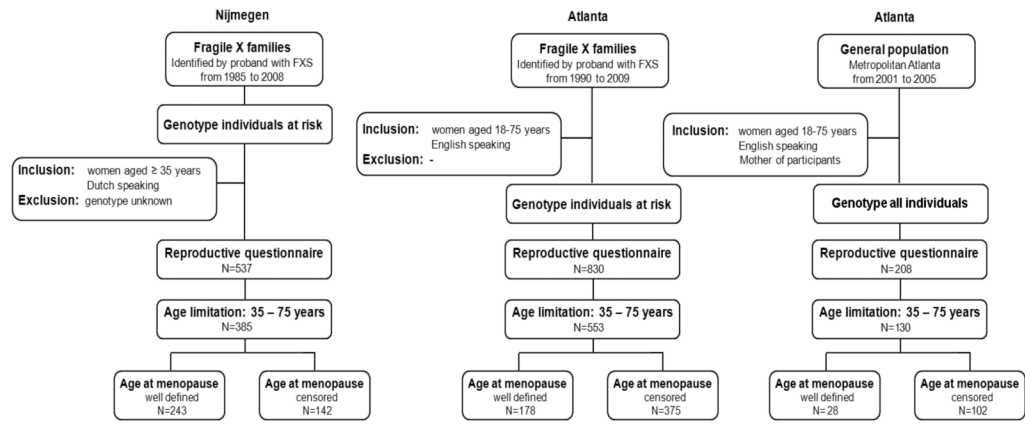 Nijmegen
Fragile X families
Identified by proband with FXS
from 1985 to 2008
Genotype individuals at risk
Inclusion: women aged ≥ 35 years
Dutch speaking
Exclusion: genotype unknown
Reproductive questionnaire
N=537
Age limitation: 35 – 75 years
N=385
Age at menopause
well defined
N=243
Age at menopause
censored
N=142
Atlanta
Fragile X families
Identified by proband with FXS
from 1990 to 2009
Inclusion: women aged 18-75 years
English speaking
Exclusion: -
Genotype individuals at risk
Reproductive questionnaire
N=830
Age limitation: 35 – 75 years
N=553
Age at menopause
well defined
N=178
Age at menopause
censored
N=375
Atlanta
General population
Metropolitan Atlanta
from 2001 to 2005
Inclusion: women aged 18-75 years
English speaking
Mother of participants
Genotype all individuals
Reproductive questionnaire
N=208
Age limitation: 35 – 75 years
N=130
Age at menopause
well defined
N= 28
Age at menopause
censored
N=102